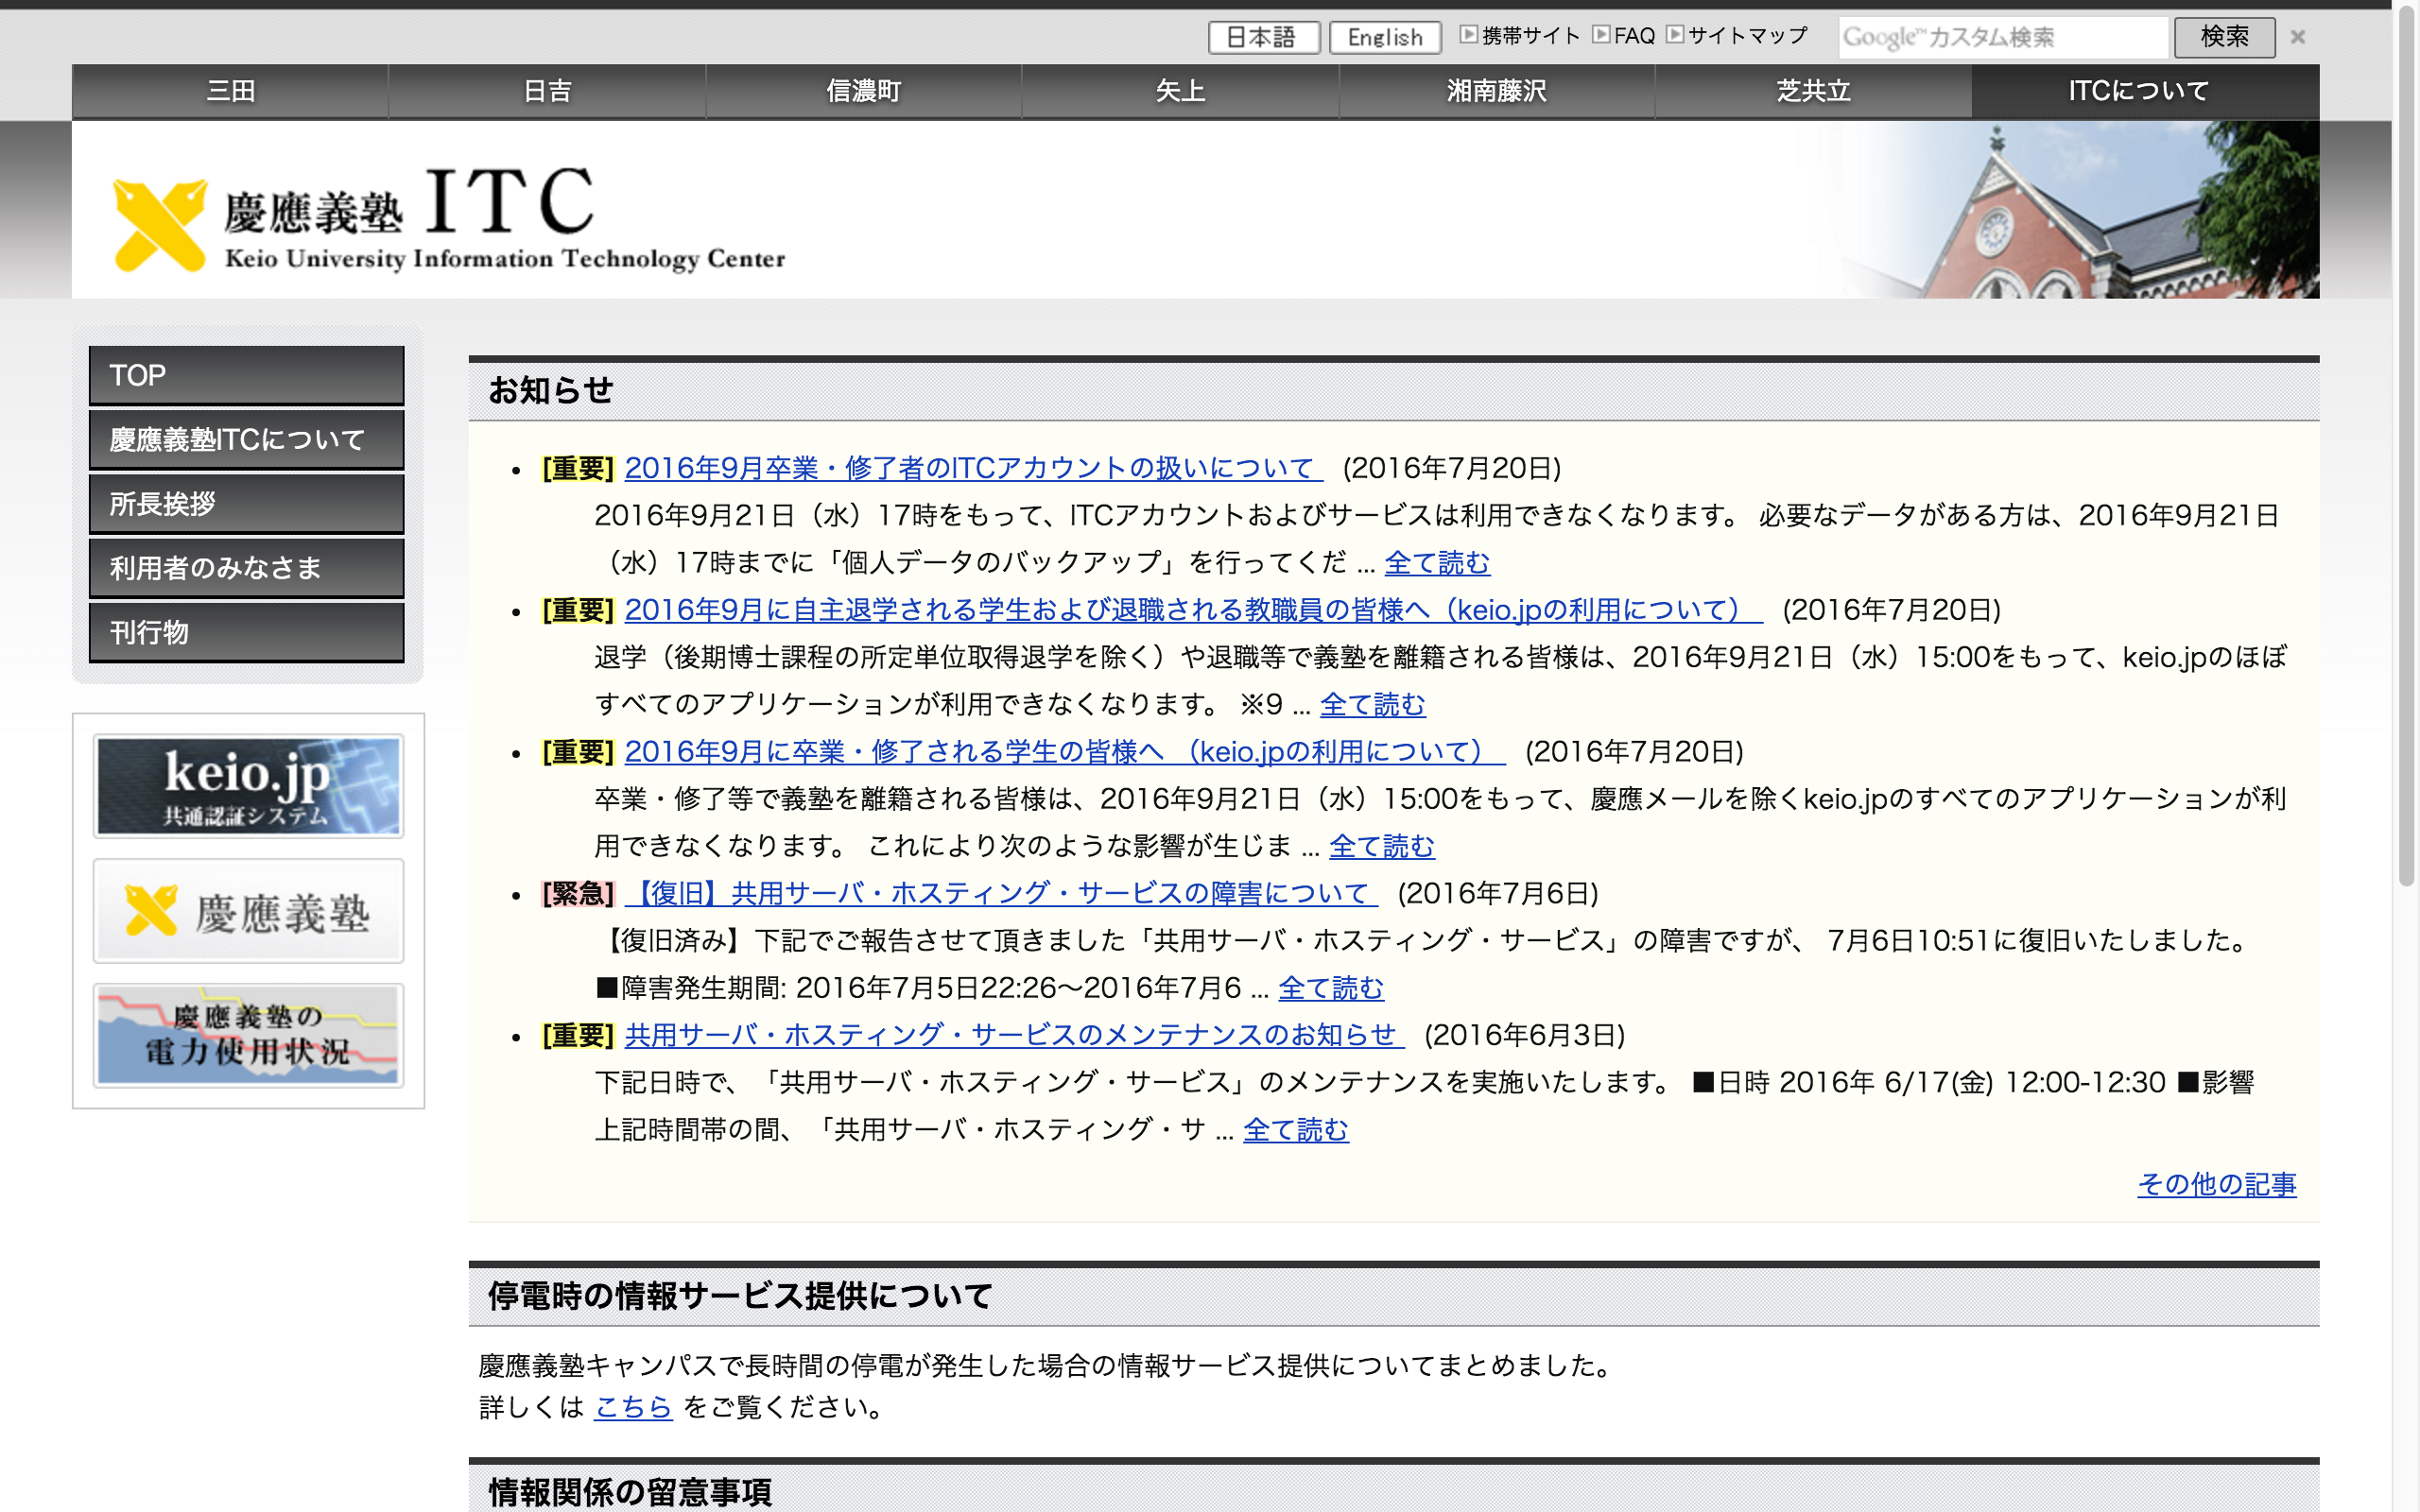 日本語 English 携帯サイト FAQ サイトマップ Google™カスタム検索 検索 ×
三田 日吉 信濃町 矢上 湘南藤沢 芝共立 ITCについて
慶應義塾 ITC
Keio University Information Technology Center
TOP
慶應義塾ITCについて
所長挨拶
利用者のみなさま
刊行物
keio.jp
共通認証システム
慶應義塾
慶應義塾の
電力使用状況
お知らせ
[重要] 2016年9月卒業・修了者のITCアカウントの扱いについて (2016年7月20日)
2016年9月21日（水）17時をもって、ITCアカウントおよびサービスは利用できなくなります。 必要なデータがある方は、2016年9月21日
（水）17時までに「個人データのバックアップ」を行ってくだ ... 全て読む
[重要] 2016年9月に自主退学される学生および退職される教職員の皆様へ（keio.jpの利用について） (2016年7月20日)
退学（後期博士課程の所定単位取得退学を除く）や退職等で義塾を離籍される皆様は、2016年9月21日（水）15:00をもって、keio.jpのほぼ
すべてのアプリケーションが利用できなくなります。 ※9 ... 全て読む
[重要] 2016年9月に卒業・修了される学生の皆様へ （keio.jpの利用について） (2016年7月20日)
卒業・修了等で義塾を離籍される皆様は、2016年9月21日（水）15:00をもって、慶應メールを除くkeio.jpのすべてのアプリケーションが利
用できなくなります。 これにより次のような影響が生じま ... 全て読む
[緊急] 【復旧】共用サーバ・ホスティング・サービスの障害について (2016年7月6日)
【復旧済み】下記でご報告させて頂きました「共用サーバ・ホスティング・サービス」の障害ですが、 7月6日10:51に復旧いたしました。
■障害発生期間: 2016年7月5日22:26〜2016年7月6 ... 全て読む
[重要] 共用サーバ・ホスティング・サービスのメンテナンスのお知らせ (2016年6月3日)
下記日時で、「共用サーバ・ホスティング・サービス」のメンテナンスを実施いたします。 ■日時 2016年 6/17(金) 12:00-12:30 ■影響
上記時間帯の間、「共用サーバ・ホスティング・サ ... 全て読む
その他の記事
停電時の情報サービス提供について
慶應義塾キャンパスで長時間の停電が発生した場合の情報サービス提供についてまとめました。
詳しくは こちら をご覧ください。
情報関係の留意事項